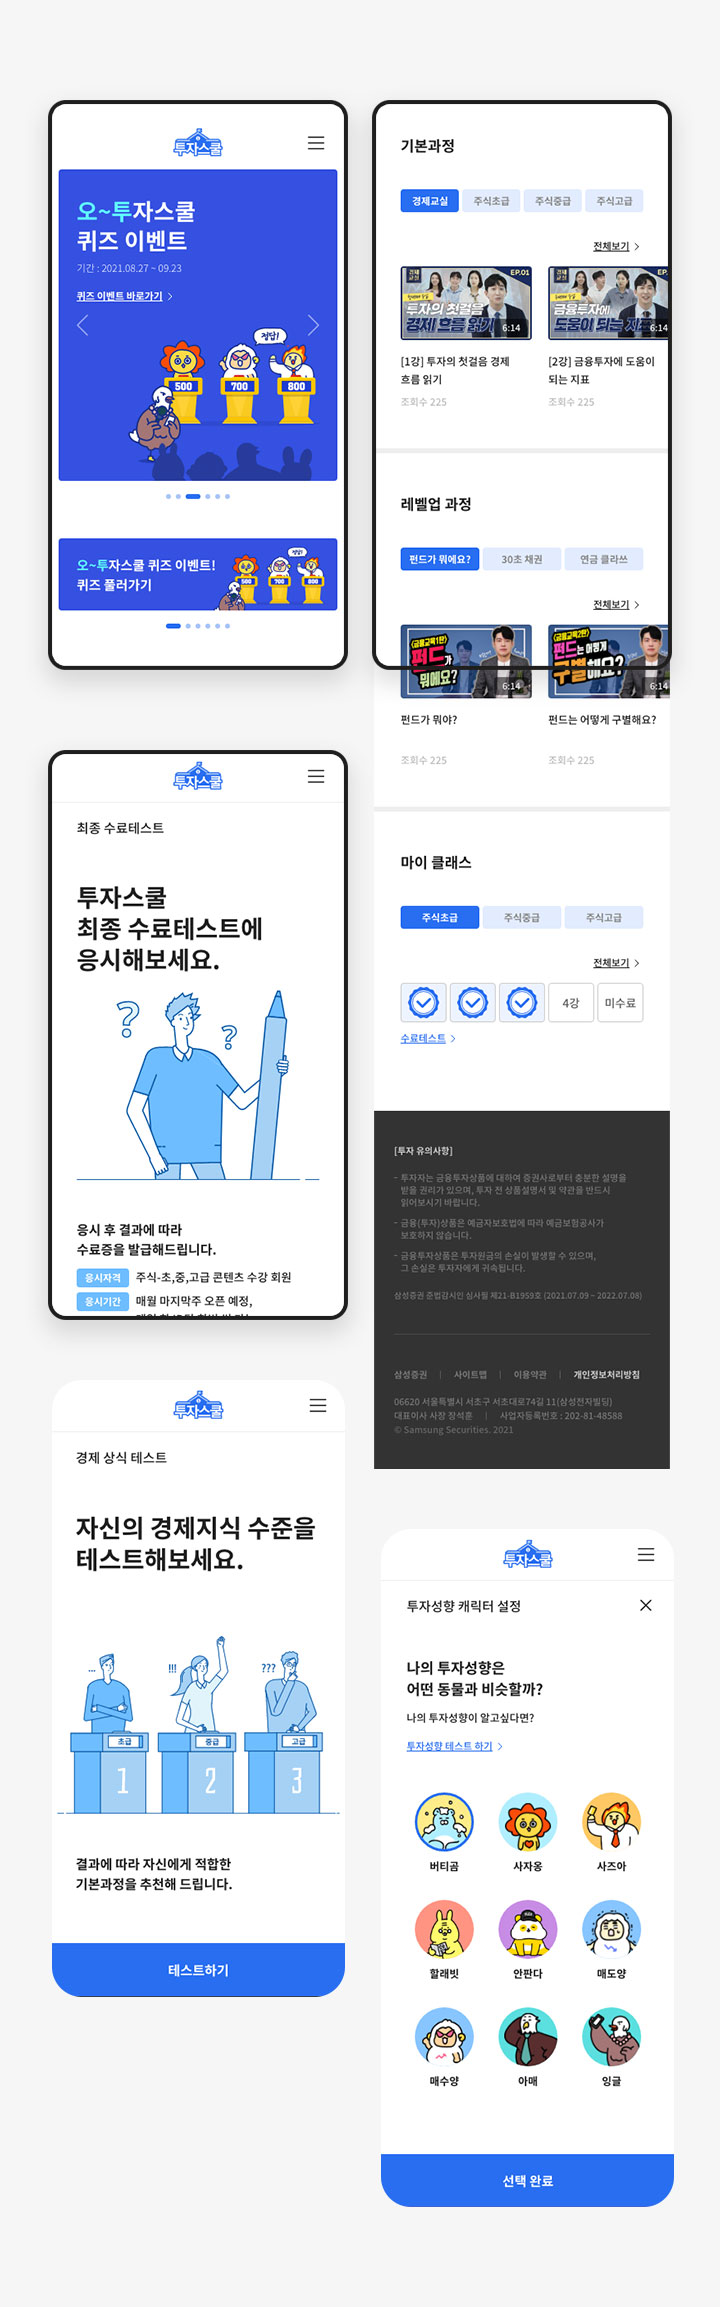 투자스쿨
오~투자스쿨
퀴즈 이벤트
기간 : 2021.08.27 ~ 09.23
퀴즈 이벤트 바로가기
정답!
500
700
800
오~투자스쿨 퀴즈 이벤트!
퀴즈 풀러가기
정답!
500
700
800
기본과정
경제교실
주식초급
주식중급
주식고급
전체보기
경제교실
EP.01
투자의 첫걸음
경제 흐름 읽기
6:14
경제교실
금융투자에
도움이 되는 지표
6:14
[1강] 투자의 첫걸음 경제
흐름 읽기
조회수 225
[2강] 금융투자에 도움이
되는 지표
조회수 225
레벨업 과정
펀드가 뭐에요?
30초 채권
연금 클라쓰
전체보기
<금융교육1탄>
펀드가
뭐에요?
6:14
<금융교육2탄>
펀드는 어떻게
구별해요?
6:14
펀드가 뭐야?
조회수 225
펀드는 어떻게 구별해요?
조회수 225
마이 클래스
주식초급
주식중급
주식고급
전체보기
4강
미수료
수료테스트
[투자 유의사항]
- 투자자는 금융투자상품에 대하여 증권사로부터 충분한 설명을
받을 권리가 있으며, 투자 전 상품설명서 및 약관을 반드시
읽어보시기 바랍니다.
- 금융(투자)상품은 예금자보호법에 따라 예금보험공사가
보호하지 않습니다.
- 금융투자상품은 투자원금의 손실이 발생할 수 있으며,
그 손실은 투자자에게 귀속됩니다.
삼성증권 준법감시인 심사필 제21-B1959호 (2021.07.09 ~ 2022.07.08)
삼성증권 | 사이트맵 | 이용약관 | 개인정보처리방침
06620 서울특별시 서초구 서초대로74길 11(삼성전자빌딩)
대표이사 사장 장석훈 | 사업자등록번호 : 202-81-48588
© Samsung Securities. 2021
투자스쿨
최종 수료테스트
투자스쿨
최종 수료테스트에
응시해보세요.
?
?
응시 후 결과에 따라
수료증을 발급해드립니다.
응시자격 주식-초,중,고급 콘텐츠 수강 회원
응시기간 매월 마지막주 오픈 예정,
투자스쿨
경제 상식 테스트
자신의 경제지식 수준을
테스트해보세요.
...
!!!
???
초급
중급
고급
1
2
3
결과에 따라 자신에게 적합한
기본과정을 추천해 드립니다.
테스트하기
투자스쿨
투자성향 캐릭터 설정
나의 투자성향은
어떤 동물과 비슷할까?
나의 투자성향이 알고싶다면?
투자성향 테스트 하기
버티곰
사자옹
사즈아
할래빗
안판다
매도양
매수양
아매
잉글
선택 완료